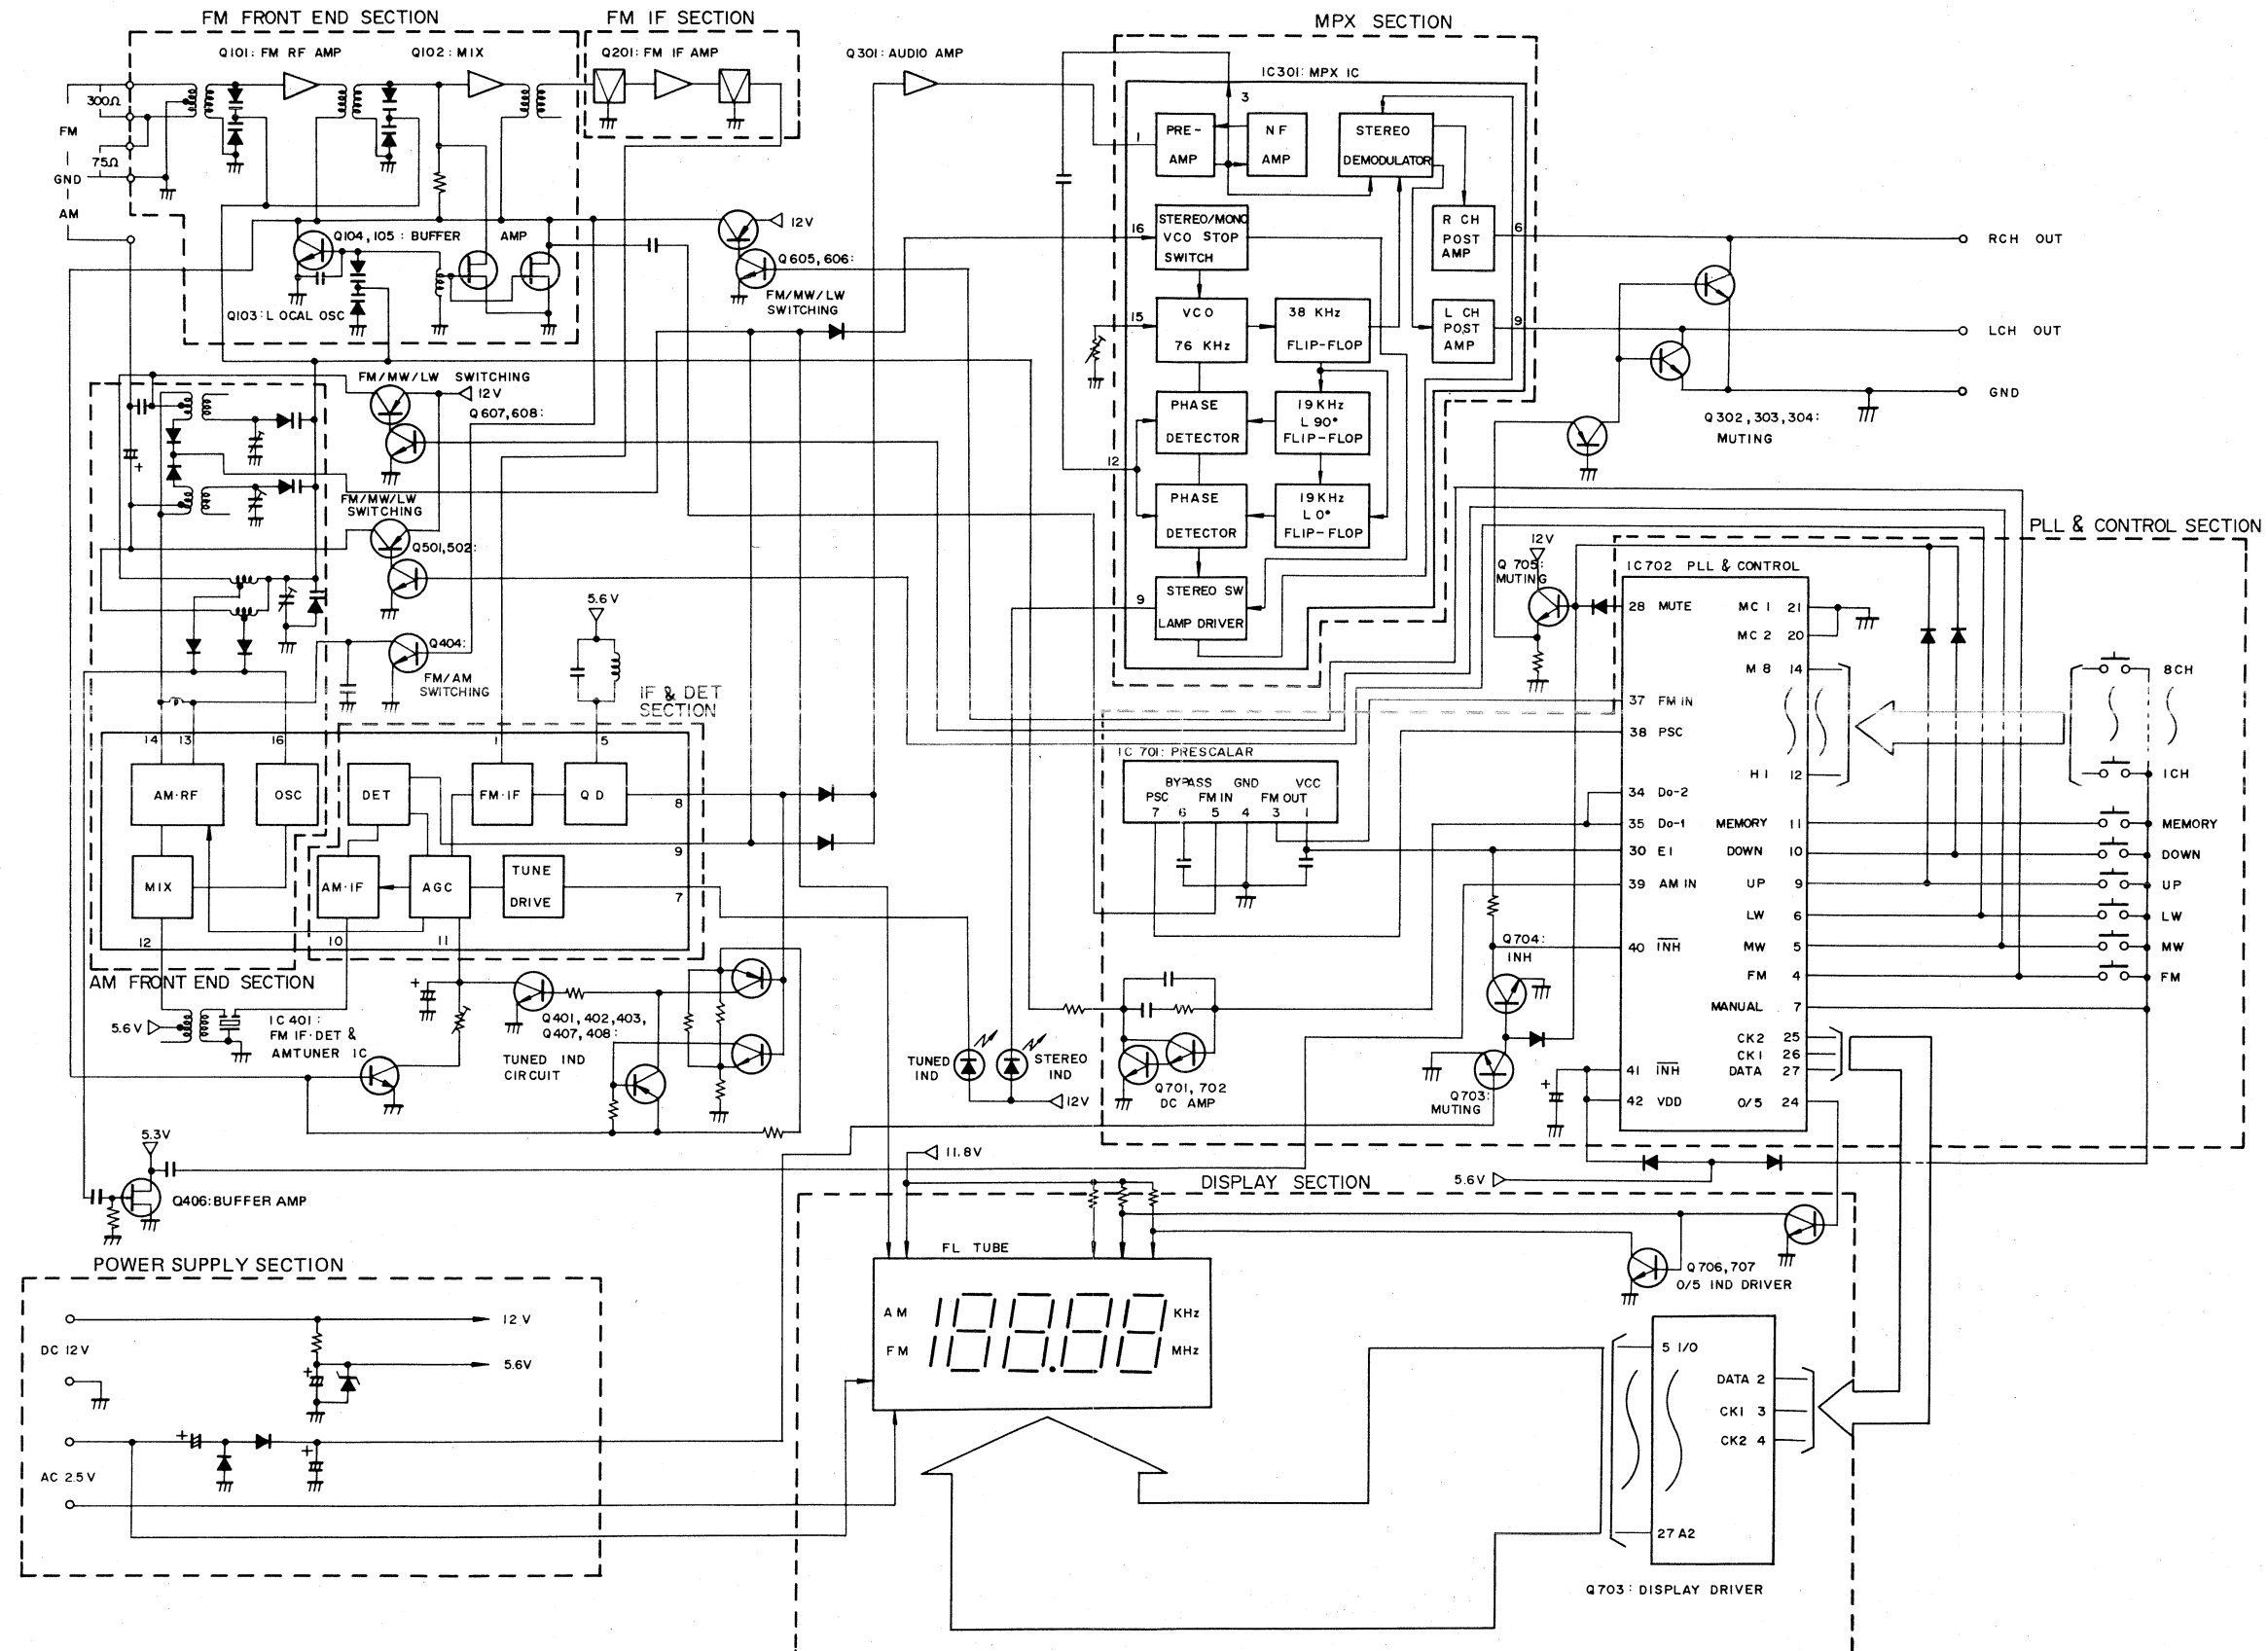 FM FRONT END SECTION
FM IF SECTION
MPX SECTION
Q101: FM RF AMP
Q102: MIX
Q201: FM IF AMP
Q301: AUDIO AMP
IC301: MPX IC
300Ω
FM
75Ω
GND
AM
3
1
PRE-
AMP
NF
AMP
STEREO
DEMODULATOR
12V
Q104, 105: BUFFER AMP
Q103: LOCAL OSC
Q605, 606:
FM/MW/LW
SWITCHING
16
STEREO/MONO
VCO STOP
SWITCH
R CH
POST
AMP
6
RCH OUT
15
VCO
76 KHz
38 KHz
FLIP-FLOP
L CH
POST
AMP
9
LCH OUT
GND
FM/MW/LW SWITCHING
12V
Q607, 608:
PHASE
DETECTOR
19KHz
L 90°
FLIP-FLOP
12
Q302, 303, 304:
MUTING
FM/MW/LW
SWITCHING
Q501, 502:
PHASE
DETECTOR
19KHz
L 0°
FLIP-FLOP
9
STEREO SW
LAMP DRIVER
PLL & CONTROL SECTION
12V
Q 705:
MUTING
IC702 PLL & CONTROL
28 MUTE
MC 1 21
MC 2 20
M 8 14
8CH
37 FM IN
38 PSC
H 1 12
1CH
34 Do-2
35 Do-1
MEMORY 11
MEMORY
30 E1
DOWN 10
DOWN
39 AM IN
UP 9
UP
LW 6
LW
40 INH
MW 5
MW
FM 4
FM
MANUAL 7
CK2 25
CK1 26
41 INH
DATA 27
42 VDD
O/5 24
5.6 V
Q404:
FM/AM
SWITCHING
IF & DET
SECTION
14
13
16
1
5
AM·RF
OSC
DET
FM·IF
QD
8
9
MIX
AM·IF
AGC
TUNE
DRIVE
7
12
10
11
AM FRONT END SECTION
5.6V
IC 401:
FM IF·DET &
AMTUNER IC
Q401, 402, 403,
Q407, 408:
TUNED IND
CIRCUIT
TUNED
IND
STEREO
IND
12V
IC 701: PRESCALAR
BYPASS GND VCC
PSC FM IN FM OUT
7 6 5 4 3 1
Q704:
INH
Q701, 702
DC AMP
Q703:
MUTING
5.3V
Q406: BUFFER AMP
11.8V
5.6V
DISPLAY SECTION
FL TUBE
AM
FM
188.88
KHz
MHz
Q706, 707
O/5 IND DRIVER
POWER SUPPLY SECTION
DC 12V
12 V
5.6V
AC 2.5 V
5 I/O
DATA 2
CK1 3
CK2 4
27 A2
Q703: DISPLAY DRIVER